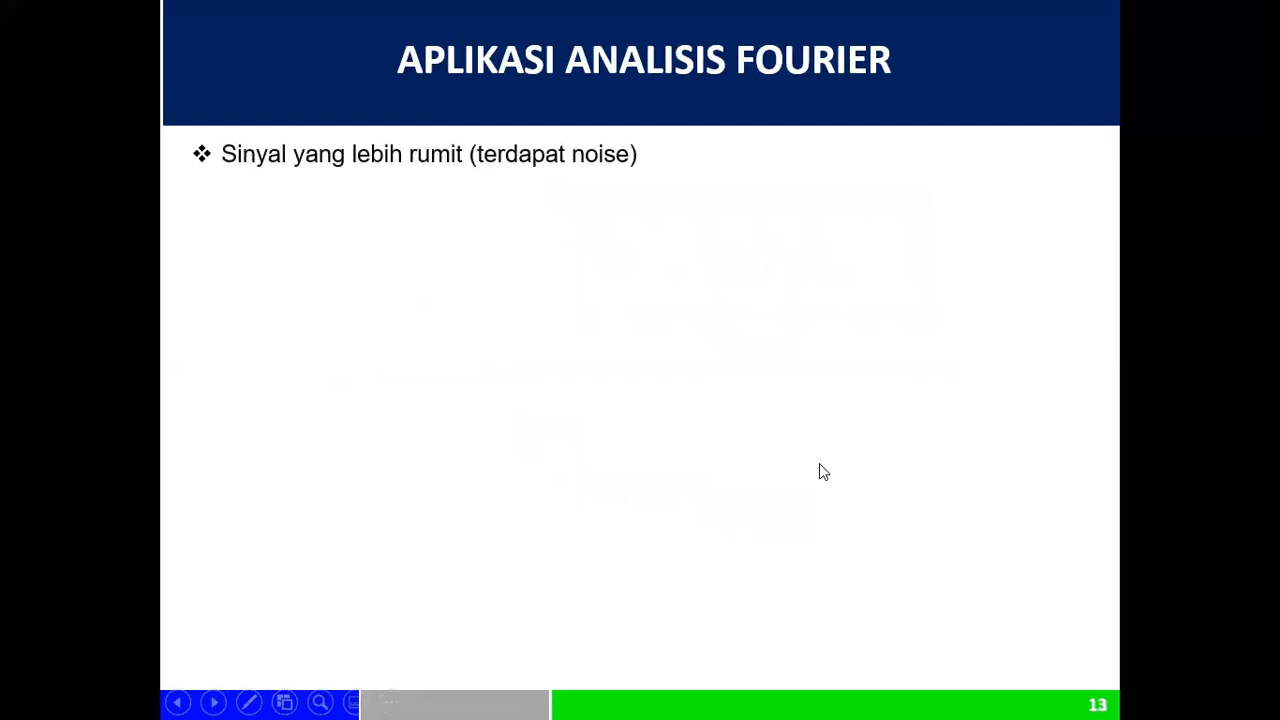 APLIKASI ANALISIS FOURIER
❖ Sinyal yang lebih rumit (terdapat noise)
13